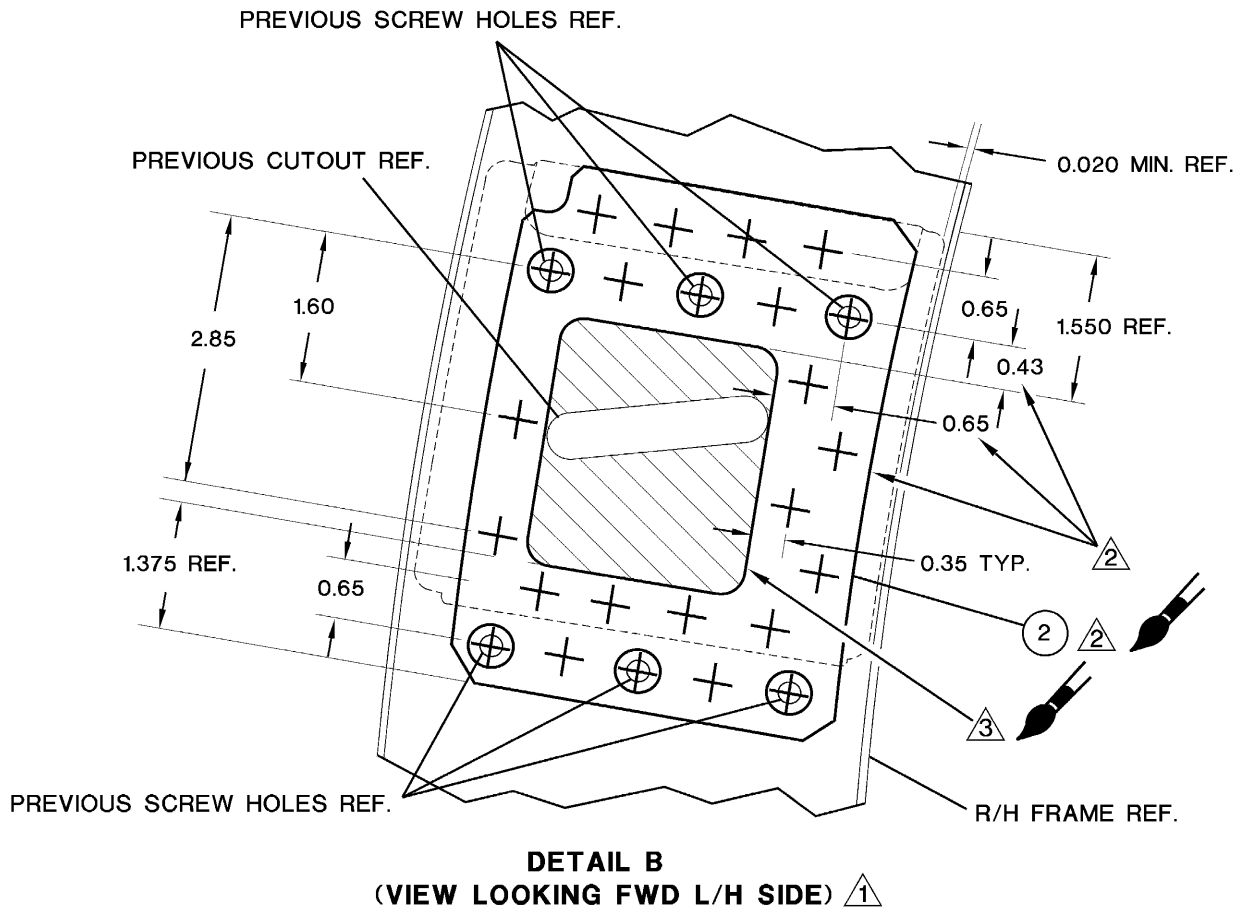 PREVIOUS SCREW HOLES REF.
PREVIOUS CUTOUT REF.
0.020 MIN. REF.
1.60
0.65
1.550 REF.
2.85
0.43
0.65
1.375 REF.
0.65
0.35 TYP.
2
2
2
3
PREVIOUS SCREW HOLES REF.
R/H FRAME REF.
DETAIL B
(VIEW LOOKING FWD L/H SIDE) 1